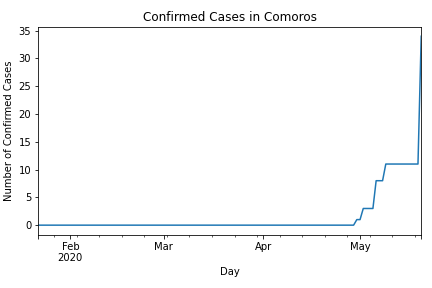 Confirmed Cases in Comoros
Number of Confirmed Cases
35
30
25
20
15
10
5
0
Feb
2020
Mar
Apr
May
Day